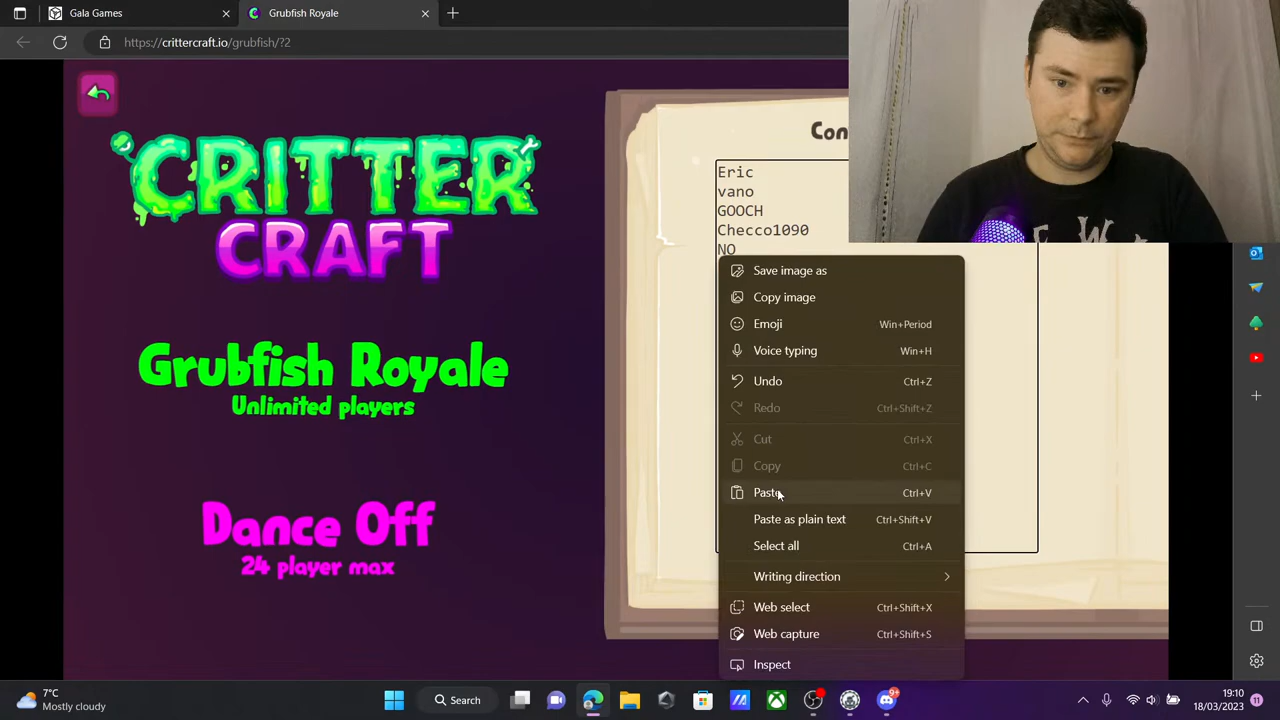 Gala Games
Grubfish Royale
https://crittercraft.io/grubfish/?2
CRITTER
CRAFT
Grubfish Royale
Unlimited players
Dance Off
24 player max
Con
Eric
vano
GOOCH
Checco1090
NO
Save image as
Copy image
Emoji Win+Period
Voice typing Win+H
Undo Ctrl+Z
Redo Ctrl+Shift+Z
Cut Ctrl+X
Copy Ctrl+C
Paste Ctrl+V
Paste as plain text Ctrl+Shift+V
Select all Ctrl+A
Writing direction
Web select Ctrl+Shift+X
Web capture Ctrl+Shift+S
Inspect
7°C
Mostly cloudy
Search
9+
19:10
18/03/2023
11